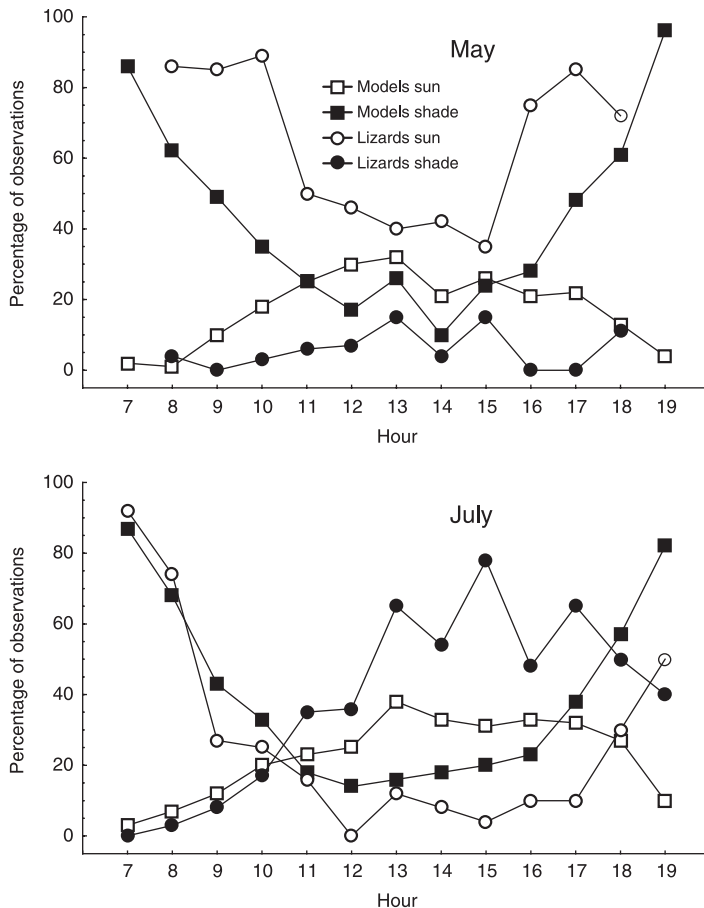 100
80
60
40
20
0
Percentage of observations
May
Models sun
Models shade
Lizards sun
Lizards shade
7 8 9 10 11 12 13 14 15 16 17 18 19
Hour
100
80
60
40
20
0
Percentage of observations
July
7 8 9 10 11 12 13 14 15 16 17 18 19
Hour